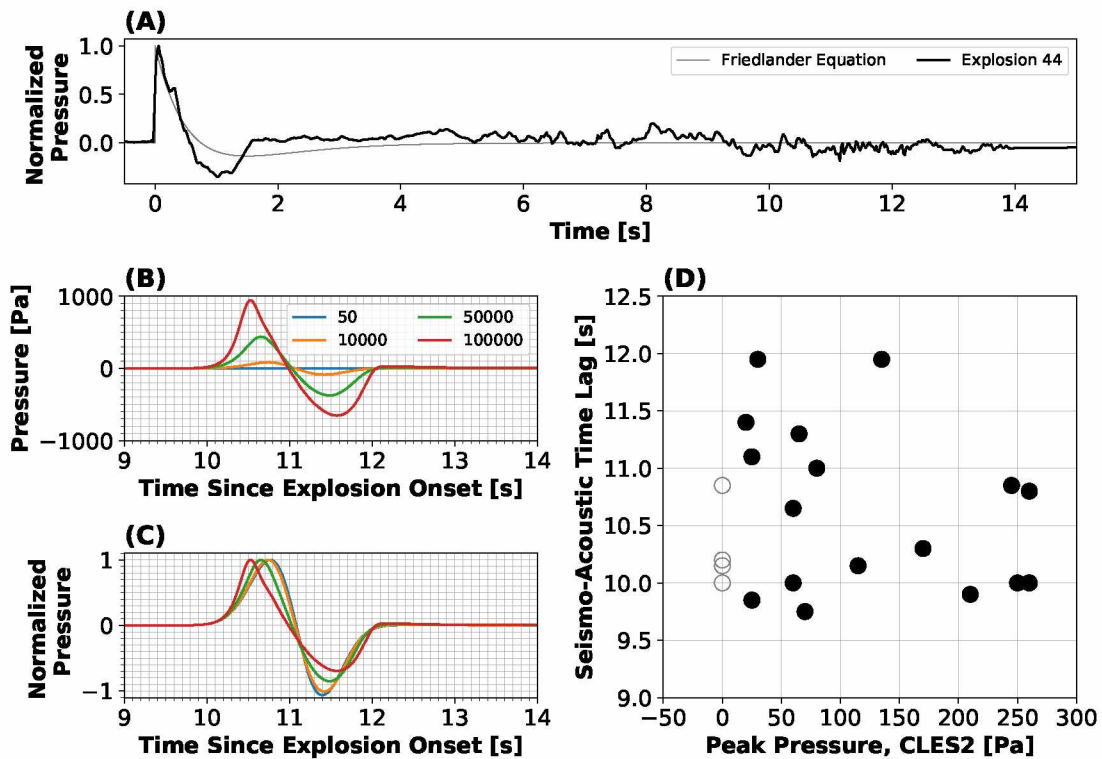 (A)
Normalized
Pressure
1.0
0.5
0.0
Friedlander Equation
Explosion 44
0 2 4 6 8 10 12 14
Time [s]
(B)
Pressure [Pa]
1000
0
−1000
50
10000
50000
100000
9 10 11 12 13 14
Time Since Explosion Onset [s]
(C)
Normalized
Pressure
1
0
−1
9 10 11 12 13 14
Time Since Explosion Onset [s]
(D)
Seismo-Acoustic Time Lag [s]
12.5
12.0
11.5
11.0
10.5
10.0
9.5
9.0
−50 0 50 100 150 200 250 300
Peak Pressure, CLES2 [Pa]